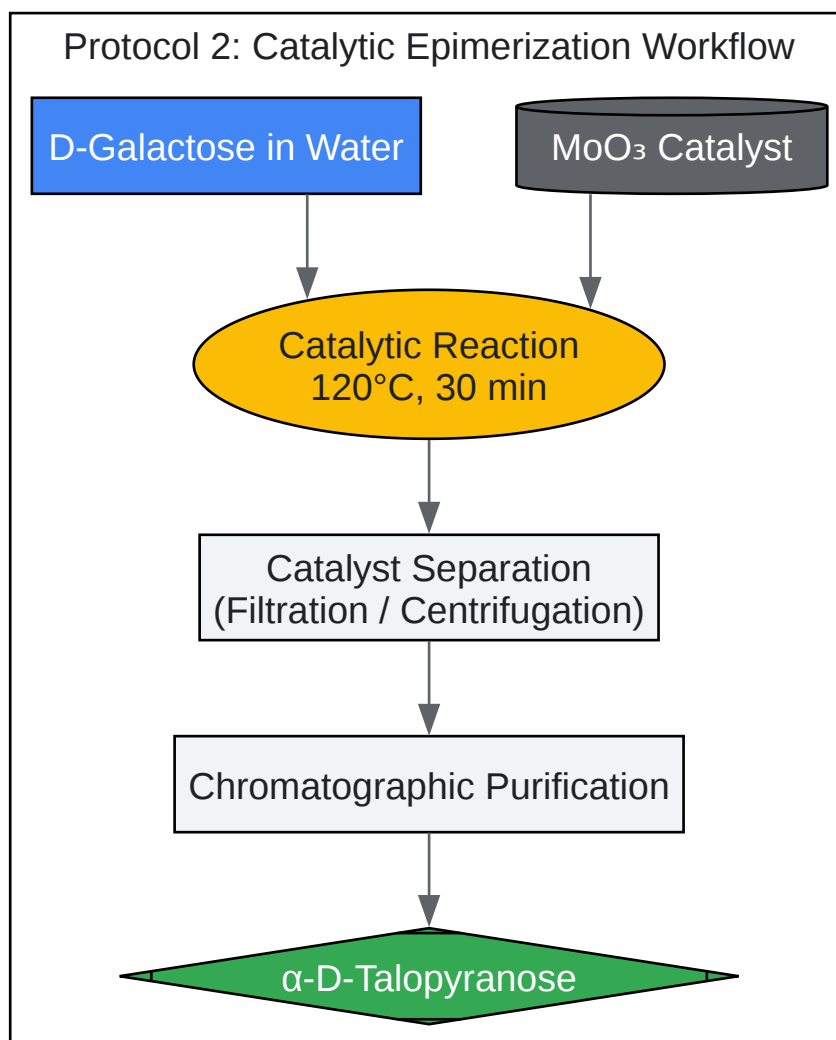 Protocol 2: Catalytic Epimerization Workflow
D-Galactose in Water
MoO₃ Catalyst
Catalytic Reaction
120°C, 30 min
Catalyst Separation
(Filtration / Centrifugation)
Chromatographic Purification
α-D-Talopyranose